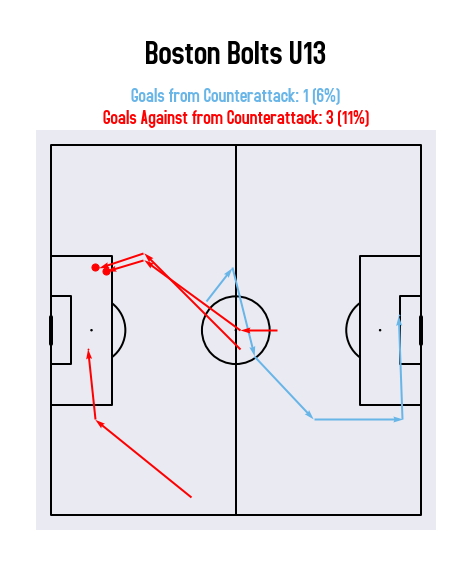 Boston Bolts U13
Goals from Counterattack: 1 (6%)
Goals Against from Counterattack: 3 (11%)